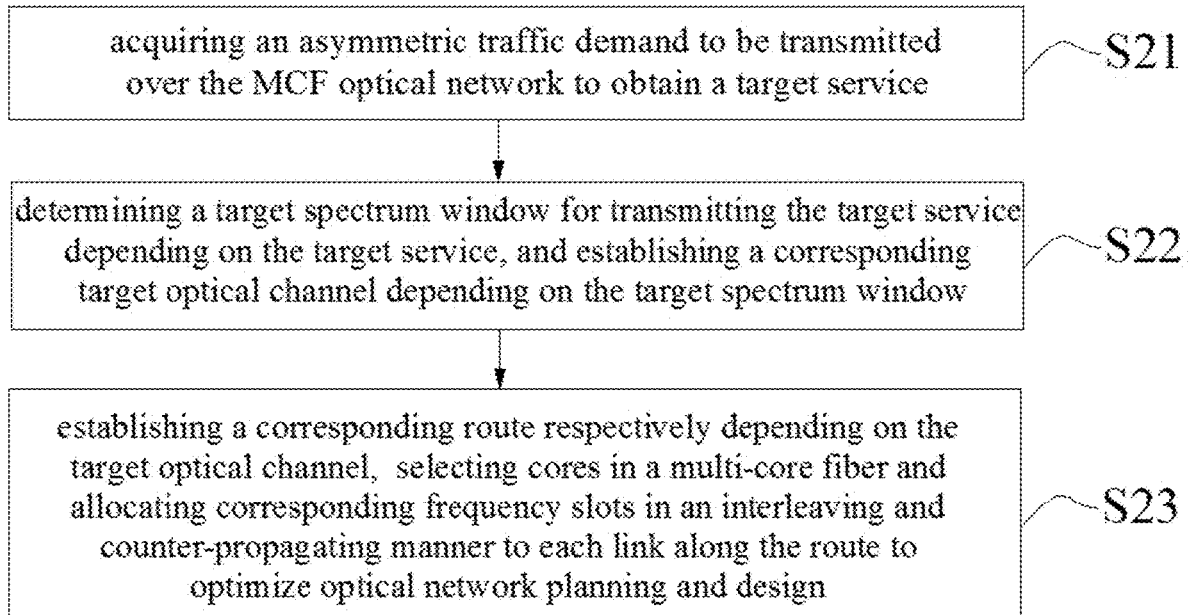 acquiring an asymmetric traffic demand to be transmitted
over the MCF optical network to obtain a target service
S21
determining a target spectrum window for transmitting the target service
depending on the target service, and establishing a corresponding
target optical channel depending on the target spectrum window
S22
establishing a corresponding route respectively depending on the
target optical channel, selecting cores in a multi-core fiber and
allocating corresponding frequency slots in an interleaving and
counter-propagating manner to each link along the route to
optimize optical network planning and design
S23